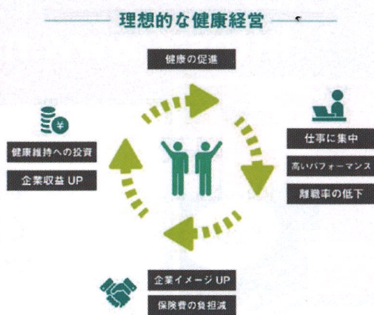 理想的な健康経営
健康の促進
仕事に集中
高いパフォーマンス
離職率の低下
企業イメージ UP
保険費の負担減
健康維持への投資
企業収益 UP
¥